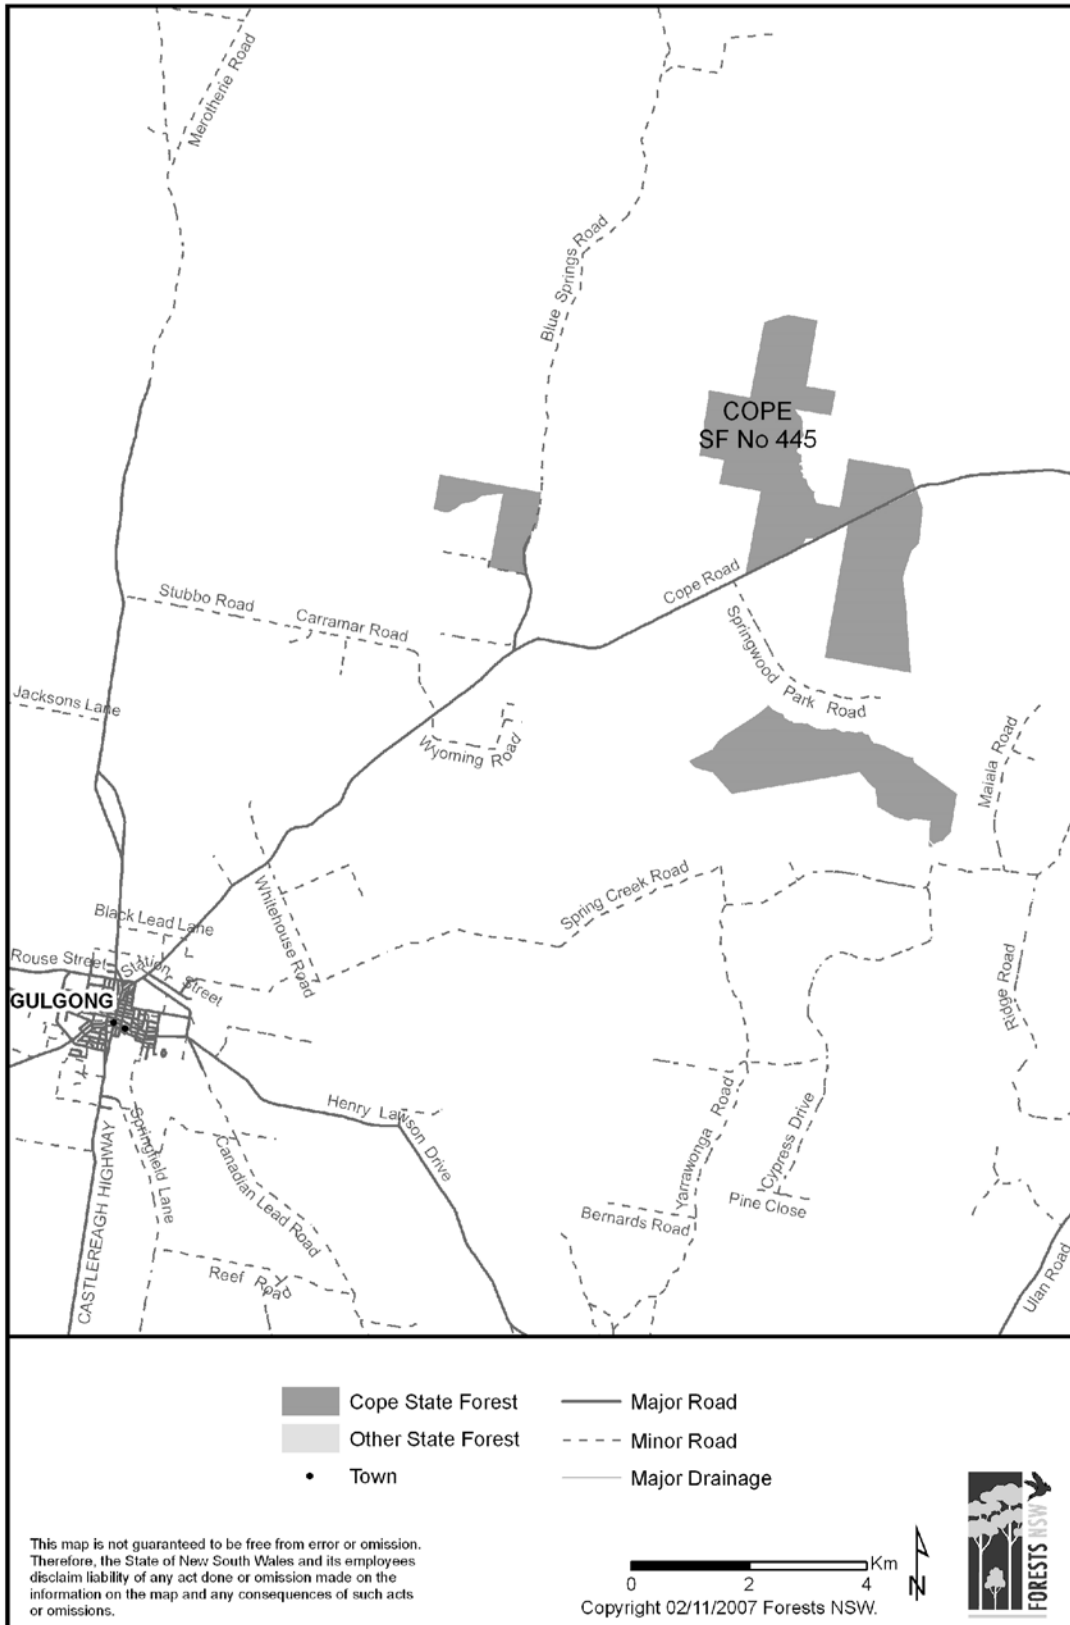 Merotherie Road
Blue Springs Road
COPE
SF No 445
Cope Road
Stubbo Road
Carramar Road
Springwood Park Road
Jacksons Lane
Wyoming Road
Maiala Road
Spring Creek Road
Whitehouse Road
Black Lead Lane
Rouse Street
Station Street
GULGONG
Ridge Road
Henry Lawson Drive
Yarrawonga Road
Cypress Drive
Pine Close
Bernards Road
Springfield Lane
Canadian Lead Road
CASTLEREAGH HIGHWAY
Reef Road
Ulan Road
Cope State Forest
Other State Forest
Town
Major Road
Minor Road
Major Drainage
This map is not guaranteed to be free from error or omission.
Therefore, the State of New South Wales and its employees
disclaim liability of any act done or omission made on the
information on the map and any consequences of such acts
or omissions.
Km
0 2 4
Copyright 02/11/2007 Forests NSW.
N
FORESTS NSW